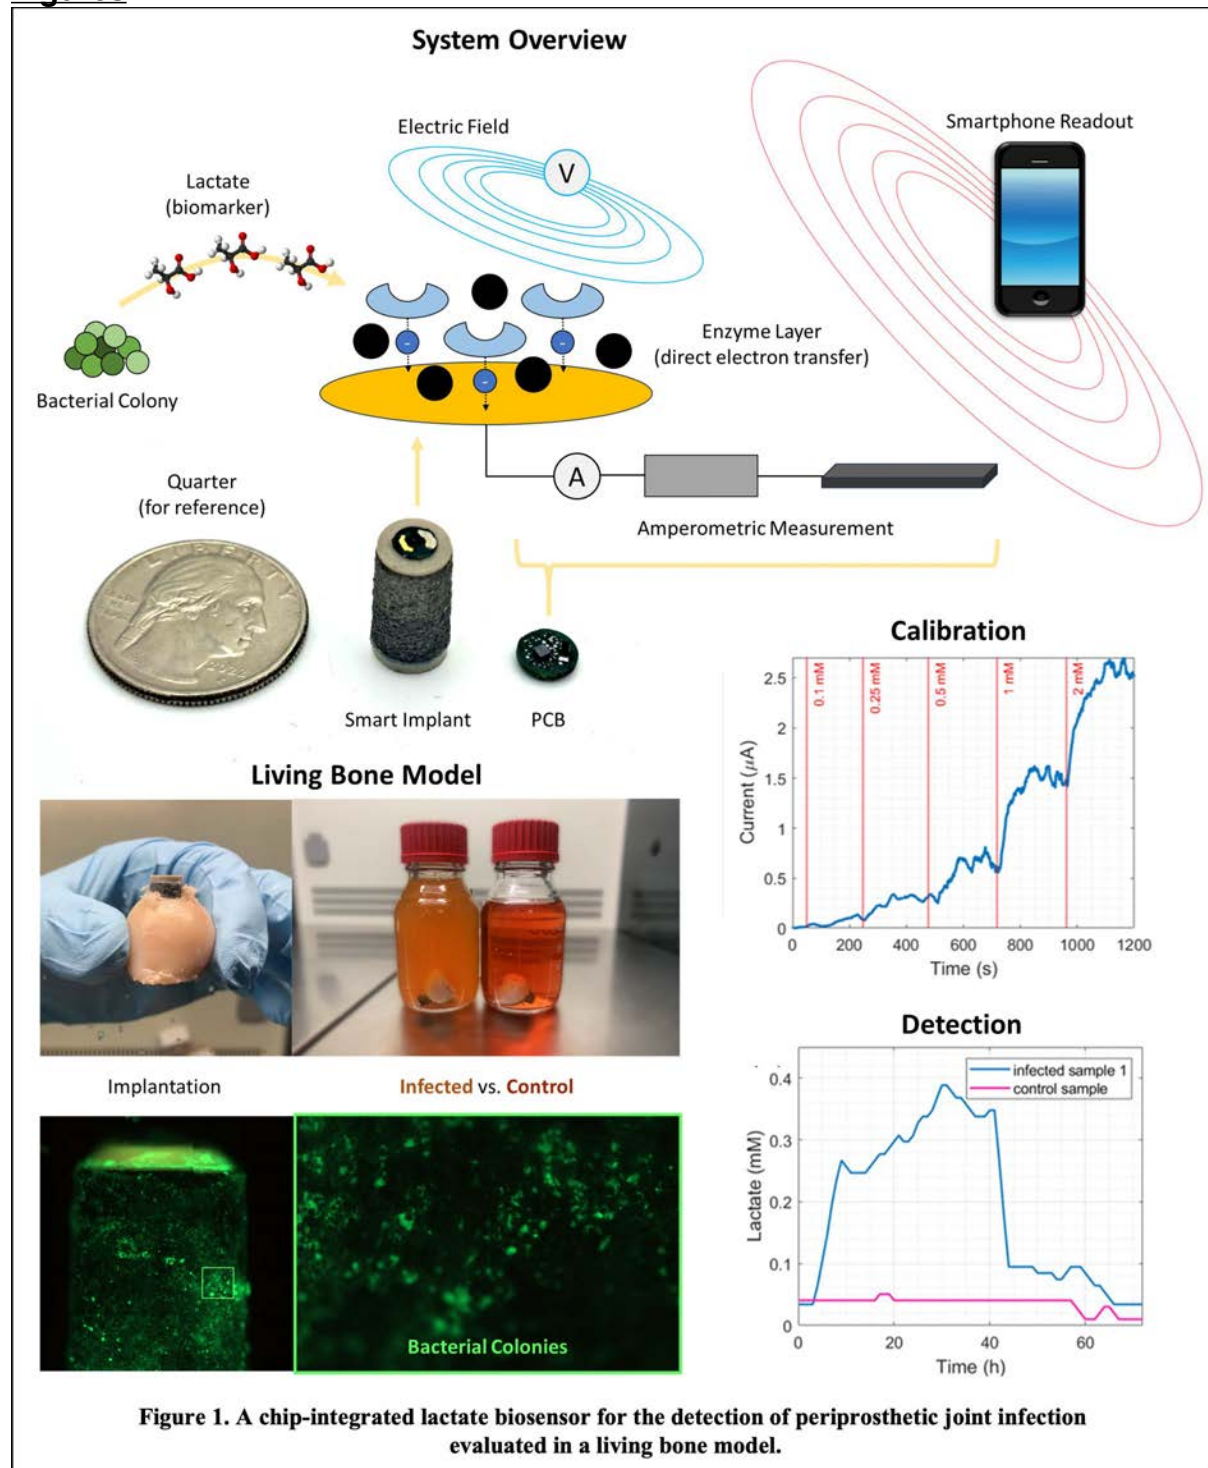 Figures
System Overview
Electric Field
V
Smartphone Readout
Lactate
(biomarker)
Enzyme Layer
(direct electron transfer)
-
-
-
Bacterial Colony
A
Quarter
(for reference)
Amperometric Measurement
LIBERTY
2022
Smart Implant
PCB
Calibration
0.1 mM
0.25 mM
0.5 mM
1 mM
2 mM
2.5
2
1.5
1
0.5
0
Current (μA)
0
200
400
600
800
1000
1200
Time (s)
Living Bone Model
Implantation
Infected vs. Control
Bacterial Colonies
Detection
infected sample 1
control sample
0.4
0.3
0.2
0.1
0
Lactate (mM)
0
20
40
60
Time (h)
Figure 1. A chip-integrated lactate biosensor for the detection of periprosthetic joint infection
evaluated in a living bone model.